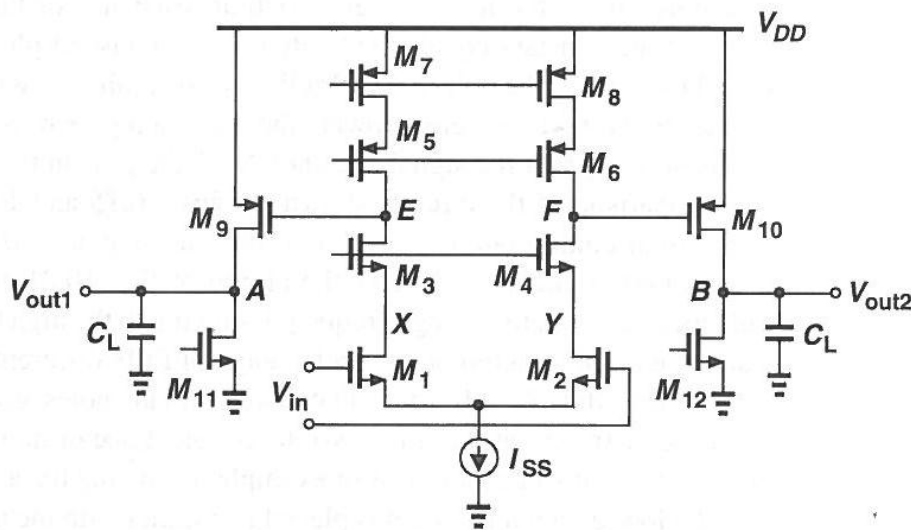 V_DD
M_7
M_8
M_5
M_6
M_9
E
F
M_10
M_3
M_4
V_out1
A
B
V_out2
C_L
X
Y
C_L
M_11
V_in
M_1
M_2
M_12
I_SS